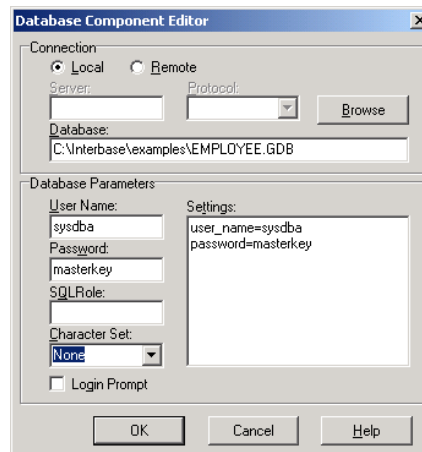 Database Component Editor
Connection
Local Remote
Server: Protocol:
Browse
Database:
C:\Interbase\examples\EMPLOYEE.GDB
Database Parameters
User Name: Settings:
sysdba user_name=sysdba
password=masterkey
Password:
masterkey
SQLRole:
Character Set:
None
Login Prompt
OK Cancel Help